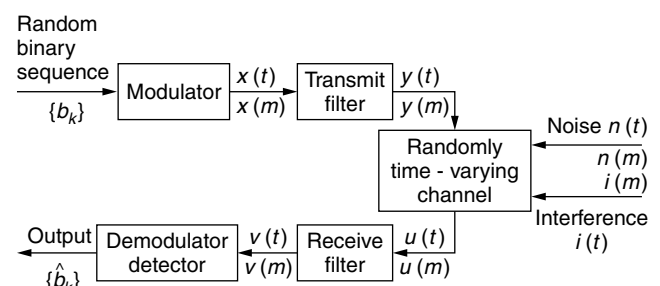 Random
binary
sequence
{b_k}
Modulator
x (t)
x (m)
Transmit
filter
y (t)
y (m)
Randomly
time - varying
channel
Noise n (t)
n (m)
i (m)
Interference
i (t)
Output
{b̂_k}
Demodulator
detector
v (t)
v (m)
Receive
filter
u (t)
u (m)